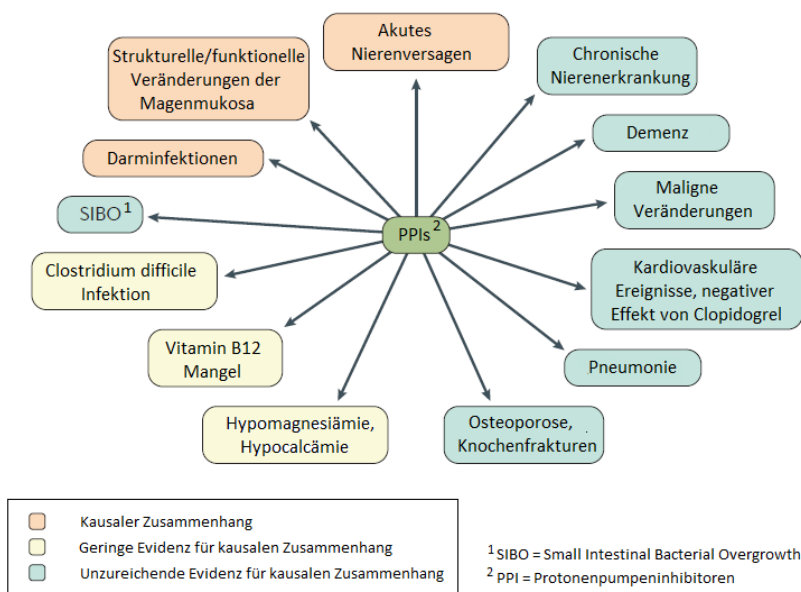 Akutes
Nierenversagen
Strukturelle/funktionelle
Veränderungen der
Magenmukosa
Chronische
Nierenerkrankung
Darminfektionen
Demenz
SIBO¹
Maligne
Veränderungen
PPIs²
Clostridium difficile
Infektion
Kardiovaskuläre
Ereignisse, negativer
Effekt von Clopidogrel
Vitamin B12
Mangel
Pneumonie
Hypomagnesiämie,
Hypocalcämie
Osteoporose,
Knochenfrakturen
Kausaler Zusammenhang
Geringe Evidenz für kausalen Zusammenhang
Unzureichende Evidenz für kausalen Zusammenhang
¹ SIBO = Small Intestinal Bacterial Overgrowth
² PPI = Protonenpumpeninhibitoren